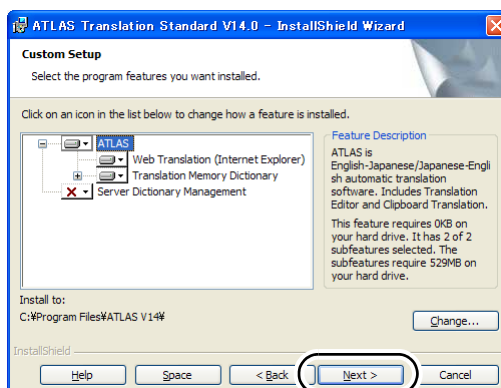 ATLAS Translation Standard V14.0 - InstallShield Wizard
Custom Setup
Select the program features you want installed.
Click on an icon in the list below to change how a feature is installed.
ATLAS
Web Translation (Internet Explorer)
Translation Memory Dictionary
Server Dictionary Management
Feature Description
ATLAS is
English-Japanese/Japanese-Engli
sh automatic translation
software. Includes Translation
Editor and Clipboard Translation.
This feature requires 0KB on
your hard drive. It has 2 of 2
subfeatures selected. The
subfeatures require 529MB on
your hard drive.
Install to:
C:¥Program Files¥ATLAS V14¥
Change...
InstallShield
Help
Space
< Back
Next >
Cancel